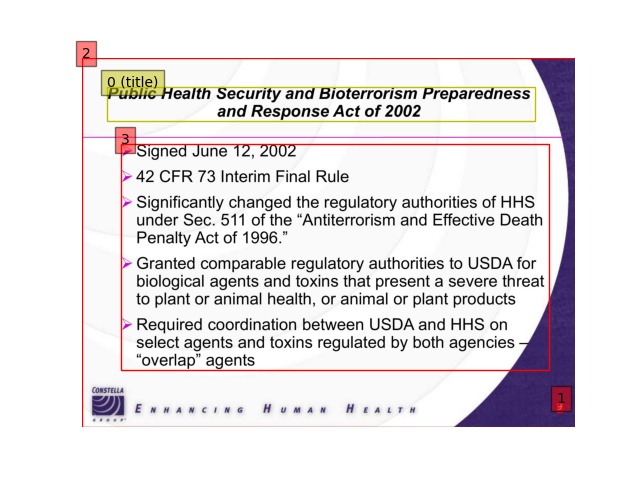 2
0 (title)
Public Health Security and Bioterrorism Preparedness
and Response Act of 2002
3
Signed June 12, 2002
42 CFR 73 Interim Final Rule
Significantly changed the regulatory authorities of HHS
under Sec. 511 of the “Antiterrorism and Effective Death
Penalty Act of 1996.”
Granted comparable regulatory authorities to USDA for
biological agents and toxins that present a severe threat
to plant or animal health, or animal or plant products
Required coordination between USDA and HHS on
select agents and toxins regulated by both agencies –
“overlap” agents
CONSTELLA
GROUP
ENHANCING HUMAN HEALTH
1